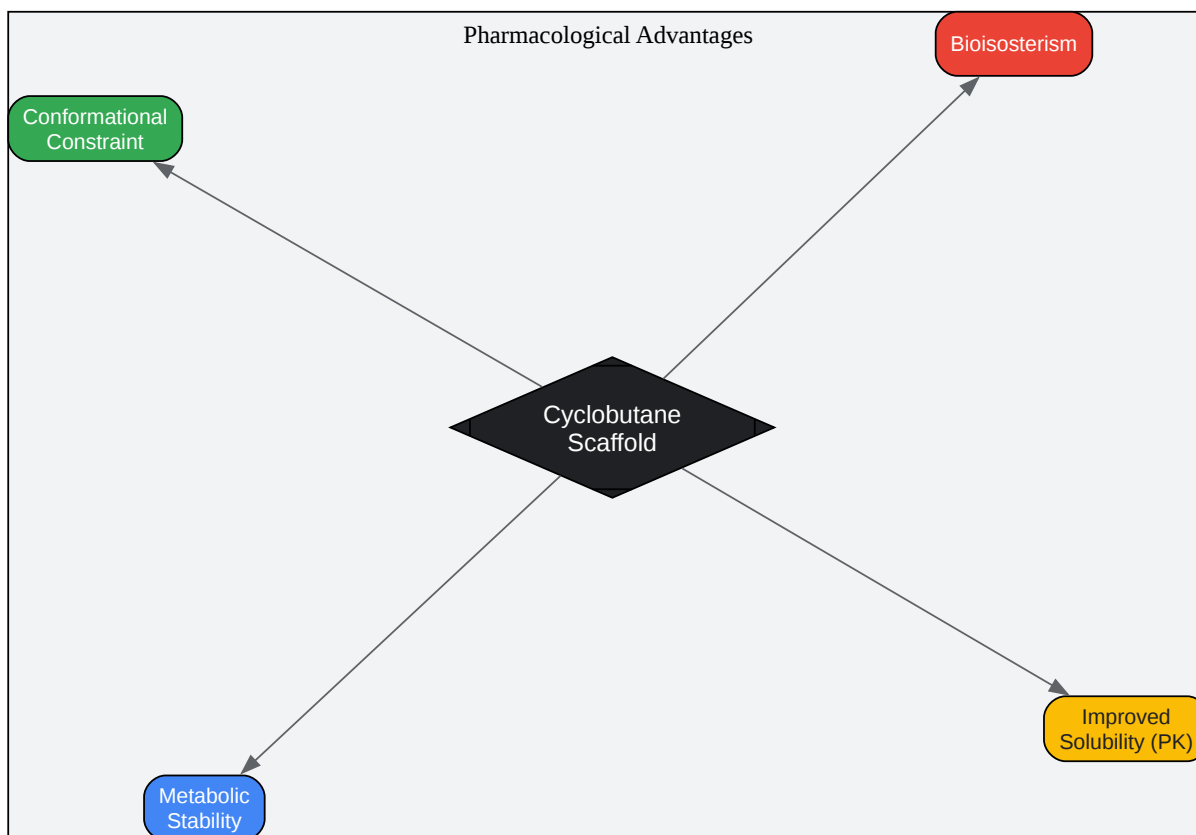 Pharmacological Advantages
Bioisosterism
Conformational
Constraint
Cyclobutane
Scaffold
Improved
Solubility (PK)
Metabolic
Stability